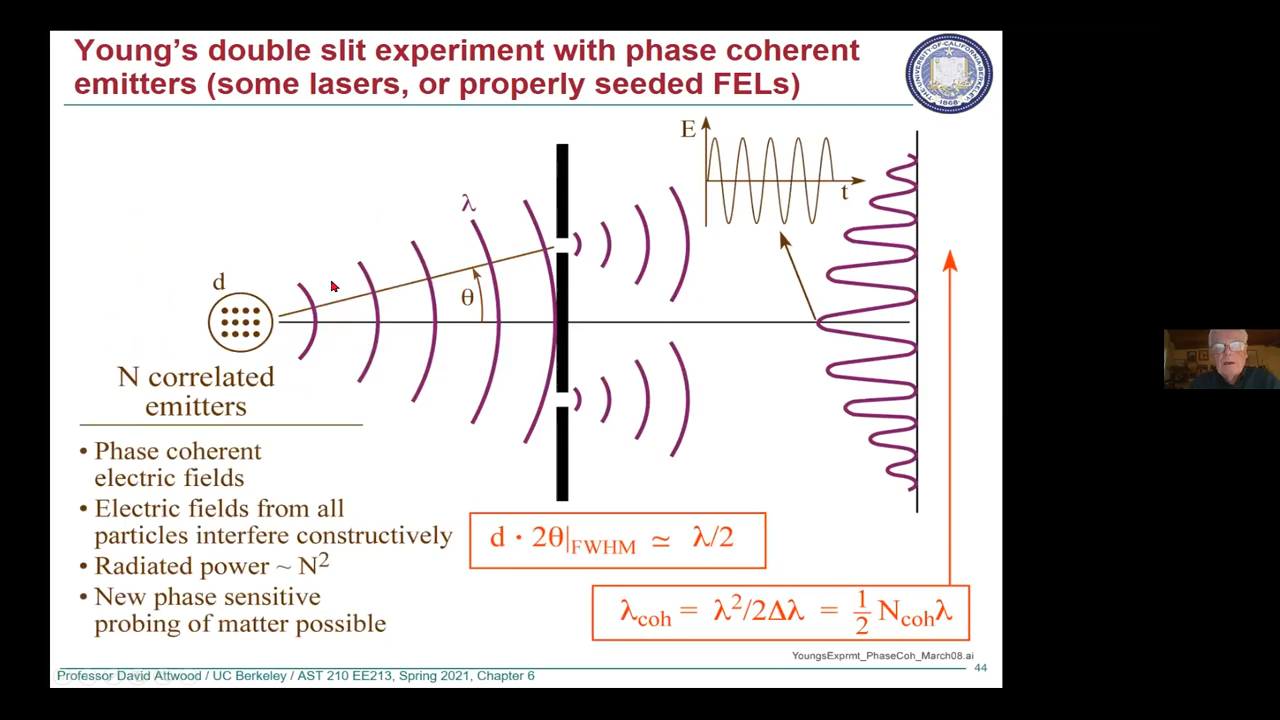 Young's double slit experiment with phase coherent
emitters (some lasers, or properly seeded FELs)
E
t
λ
d
θ
N correlated
emitters
• Phase coherent
electric fields
• Electric fields from all
particles interfere constructively
• Radiated power ~ N²
• New phase sensitive
probing of matter possible
d · 2θ|FWHM ≃ λ/2
λcoh = λ²/2Δλ = 1/2 Ncohλ
YoungsExprmt_PhaseCoh_March08.ai
Professor David Attwood / UC Berkeley / AST 210 EE213, Spring 2021, Chapter 6
44